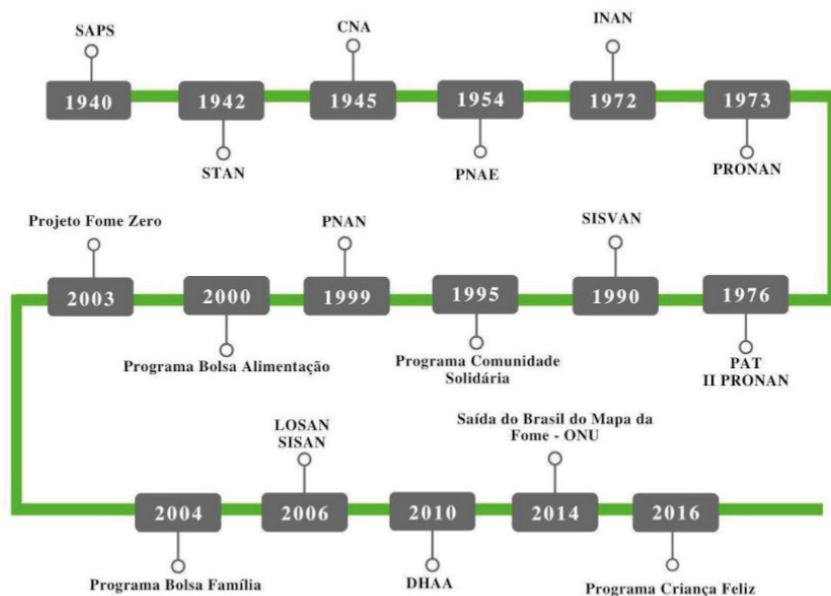 SAPS
CNA
INAN
1940
1942
1945
1954
1972
1973
STAN
PNAE
PRONAN
Projeto Fome Zero
PNAN
SISVAN
2003
2000
1999
1995
1990
1976
Programa Bolsa Alimentação
Programa Comunidade
Solidária
PAT
II PRONAN
LOSAN
SISAN
Saída do Brasil do Mapa da
Fome - ONU
2004
2006
2010
2014
2016
Programa Bolsa Família
DHAA
Programa Criança Feliz